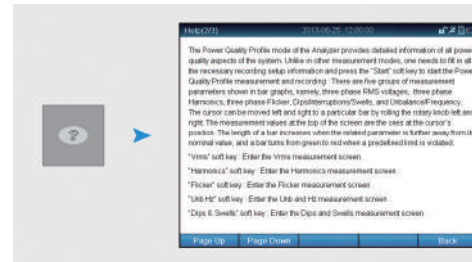 Help(2/3) 2013-06-25 12:00:00
The Power Quality Profile mode of the Analyzer provides detailed information of all power
quality aspects of the system. Unlike in other measurement modes, one needs to fill in all
the necessary recording setup information and press the "Start" soft key to start the Power
Quality Profile measurement and recording. There are five groups of measurement
parameters shown in bar graphs, namely, three phase RMS voltages, three phase
Harmonics, three phase Flicker, Dips/Interruptions/Swells, and Unbalance/Frequency.
The cursor can be moved left and right to a particular bar by rolling the rotary knob left and
right. The measurement values at the top of the screen are the ones at the cursor's
position. The length of a bar increases when the related parameter is further away from its
nominal value, and a bar turns from green to red when a predefined limit is violated.
"Vrms" soft key : Enter the Vrms measurement screen
"Harmonics" soft key : Enter the Harmonics measurement screen
"Flicker" soft key : Enter the Flicker measurement screen
"Unb Hz" soft key : Enter the Unb and Hz measurement screen
"Dips & Swells" soft key : Enter the Dips and Swells measurement screen
Page Up Page Down Back